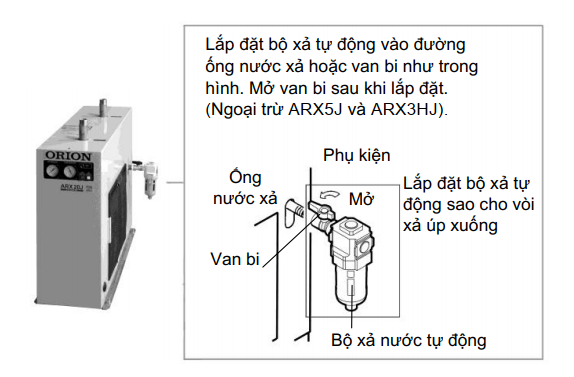 Lắp đặt bộ xả tự động vào đường
ống nước xả hoặc van bi như trong
hình. Mở van bi sau khi lắp đặt.
(Ngoại trừ ARX5J và ARX3HJ).
ORION
Phụ kiện
Ống
nước xả
Mở
Lắp đặt bộ xả tự
động sao cho vòi
xả úp xuống
Van bi
Bộ xả nước tự động